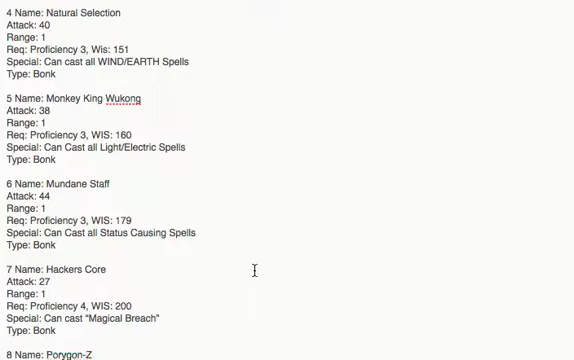 4 Name: Natural Selection
Attack: 40
Range: 1
Req: Proficiency 3, Wis: 151
Special: Can cast all WIND/EARTH Spells
Type: Bonk
5 Name: Monkey King Wukong
Attack: 38
Range: 1
Req: Proficiency 3, WIS: 160
Special: Can Cast all Light/Electric Spells
Type: Bonk
6 Name: Mundane Staff
Attack: 44
Range: 1
Req: Proficiency 3, WIS: 179
Special: Can Cast all Status Causing Spells
Type: Bonk
7 Name: Hackers Core
Attack: 27
Range: 1
Req: Proficiency 4, WIS: 200
Special: Can cast "Magical Breach"
Type: Bonk
8 Name: Porygon-Z